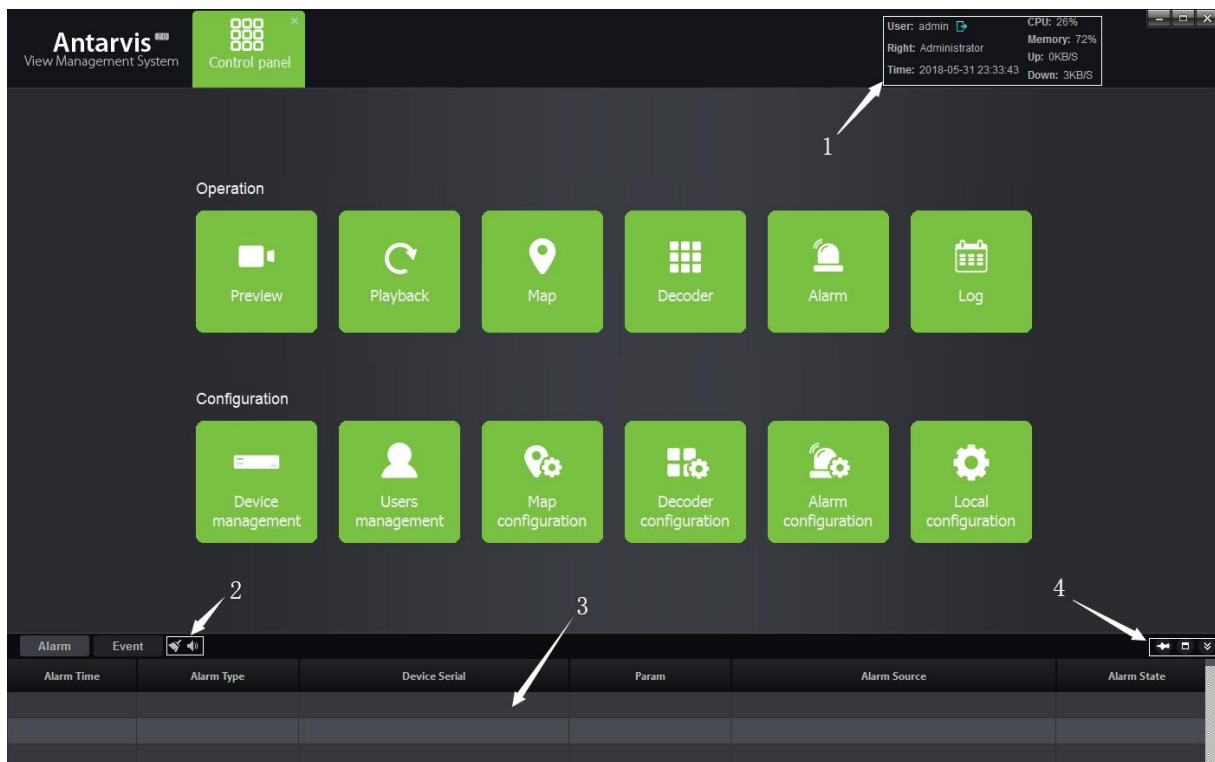 Antarvis 2.0
View Management System
Control panel
User: admin
Right: Administrator
Time: 2018-05-31 23:33:43
CPU: 26%
Memory: 72%
Up: 0KB/S
Down: 3KB/S
1
Operation
Preview
Playback
Map
Decoder
Alarm
Log
Configuration
Device
management
Users
management
Map
configuration
Decoder
configuration
Alarm
configuration
Local
configuration
2
3
4
Alarm
Event
Alarm Time
Alarm Type
Device Serial
Param
Alarm Source
Alarm State